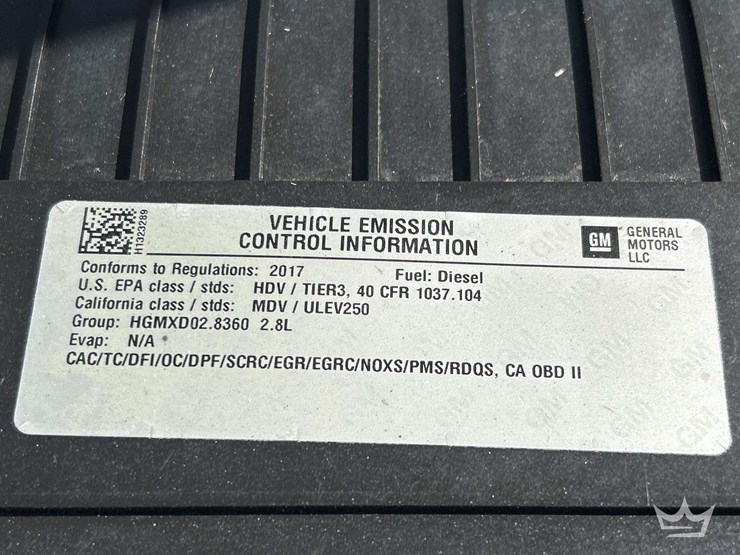 H1323289
VEHICLE EMISSION
CONTROL INFORMATION
GM
GENERAL
MOTORS
LLC
Conforms to Regulations: 2017 Fuel: Diesel
U.S. EPA class / stds: HDV / TIER3, 40 CFR 1037.104
California class / stds: MDV / ULEV250
Group: HGMXD02.8360 2.8L
Evap: N/A
CAC/TC/DFI/OC/DPF/SCRC/EGR/EGRC/NOXS/PMS/RDQS, CA OBD II